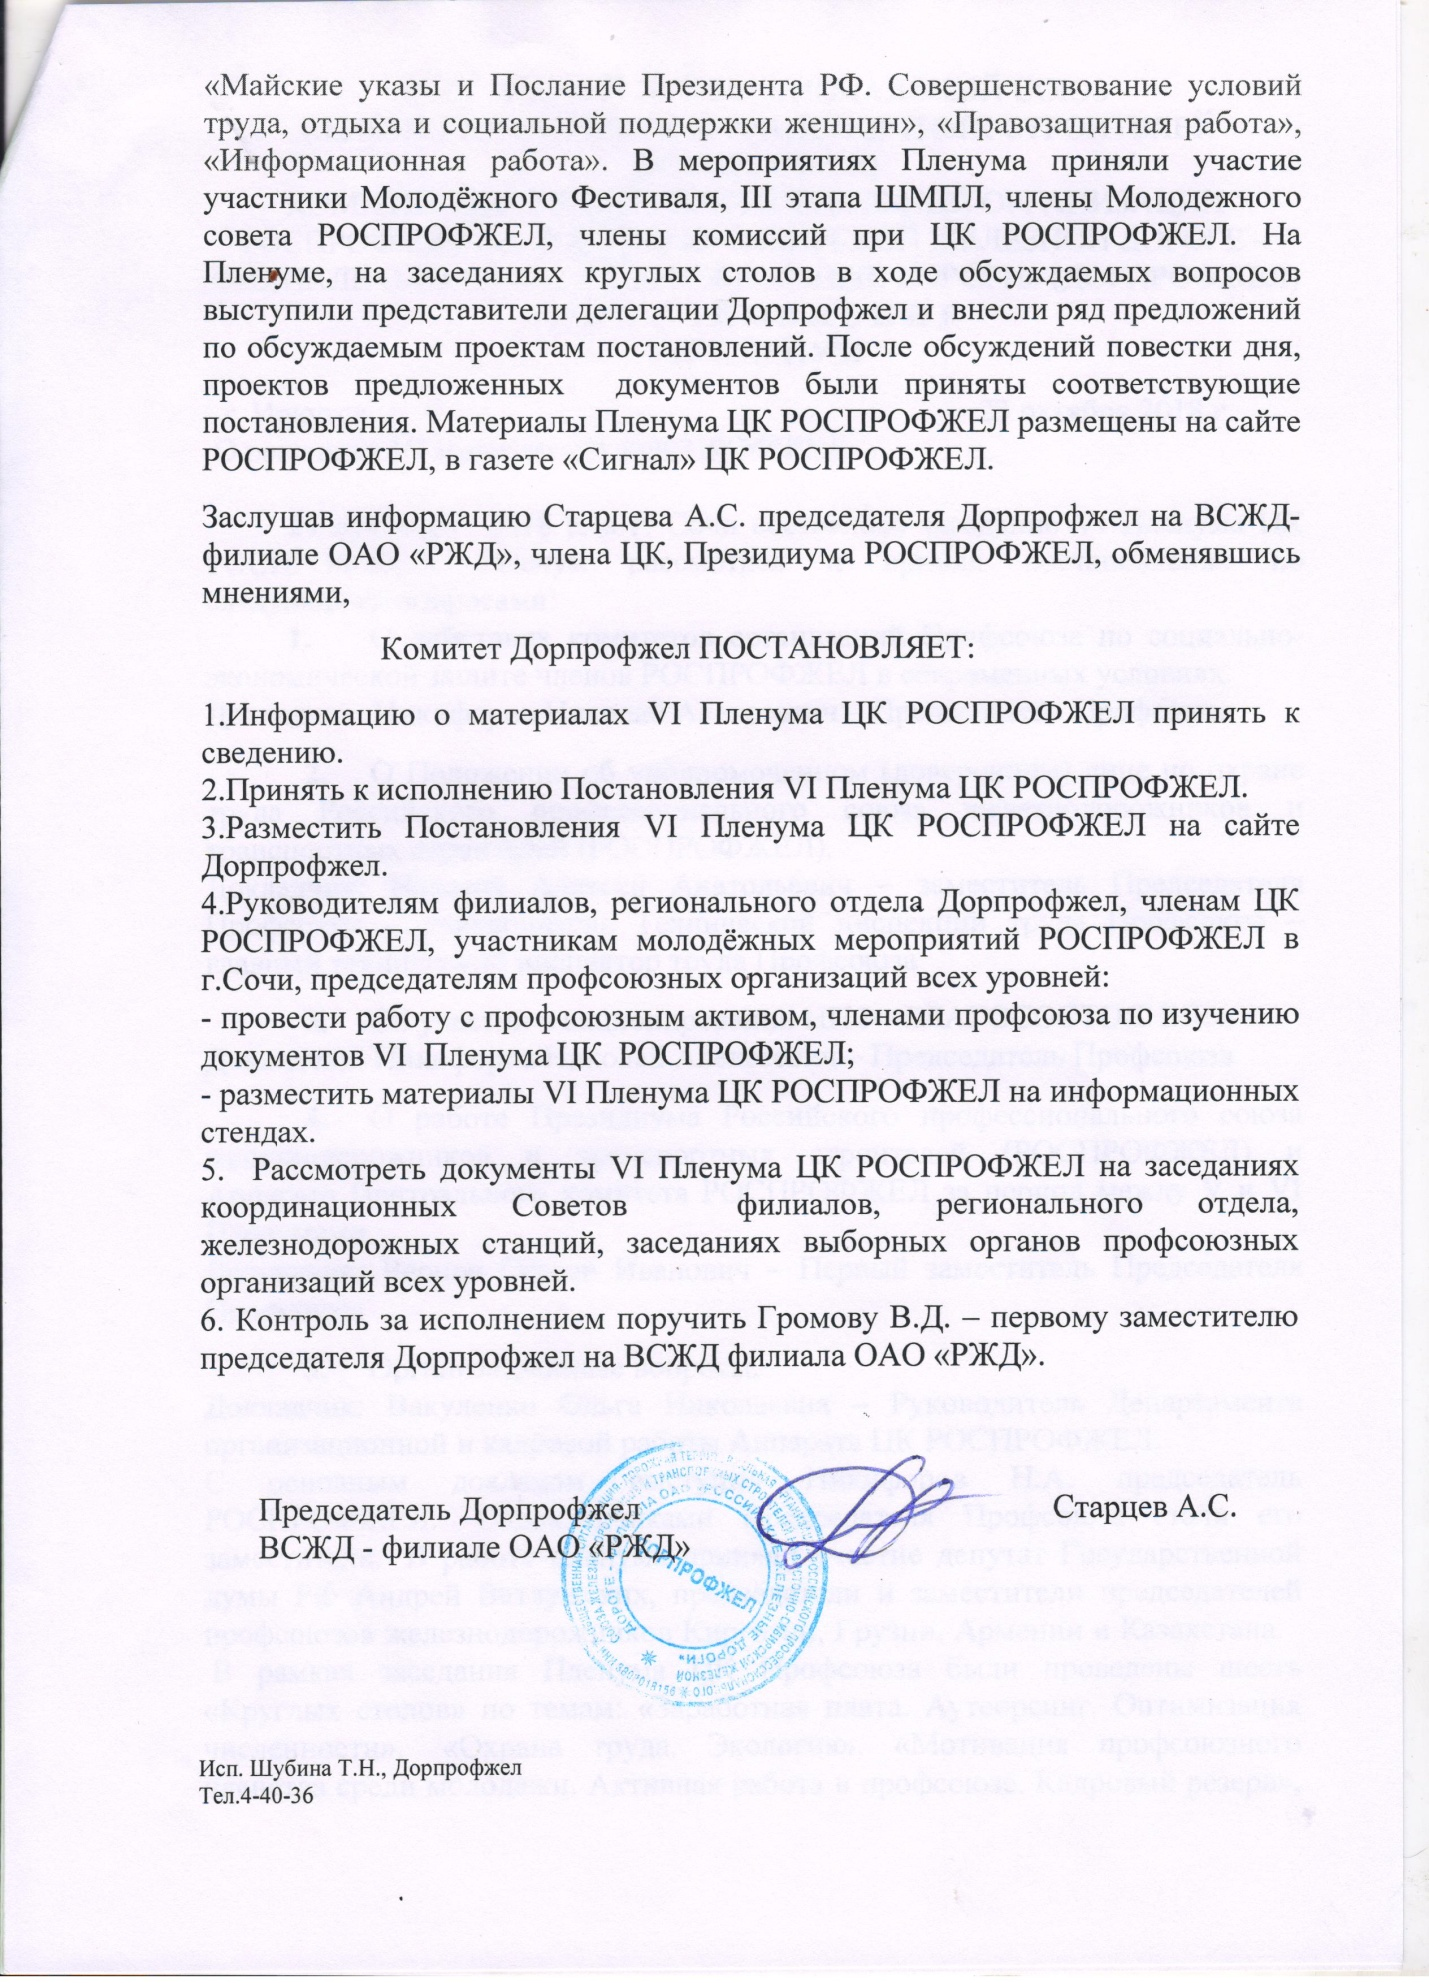 «Майские указы и Послание Президента РФ. Совершенствование условий
труда, отдыха и социальной поддержки женщин», «Правозащитная работа»,
«Информационная работа». В мероприятиях Пленума приняли участие
участники Молодёжного Фестиваля, III этапа ШМПЛ, члены Молодежного
совета РОСПРОФЖЕЛ, члены комиссий при ЦК РОСПРОФЖЕЛ. На
Пленуме, на заседаниях круглых столов в ходе обсуждаемых вопросов
выступили представители делегации Дорпрофжел и внесли ряд предложений
по обсуждаемым проектам постановлений. После обсуждений повестки дня,
проектов предложенных документов были приняты соответствующие
постановления. Материалы Пленума ЦК РОСПРОФЖЕЛ размещены на сайте
РОСПРОФЖЕЛ, в газете «Сигнал» ЦК РОСПРОФЖЕЛ.
Заслушав информацию Старцева А.С. председателя Дорпрофжел на ВСЖД-
филиале ОАО «РЖД», члена ЦК, Президиума РОСПРОФЖЕЛ, обменявшись
мнениями,
Комитет Дорпрофжел ПОСТАНОВЛЯЕТ:
1.Информацию о материалах VI Пленума ЦК РОСПРОФЖЕЛ принять к
сведению.
2.Принять к исполнению Постановления VI Пленума ЦК РОСПРОФЖЕЛ.
3.Разместить Постановления VI Пленума ЦК РОСПРОФЖЕЛ на сайте
Дорпрофжел.
4.Руководителям филиалов, регионального отдела Дорпрофжел, членам ЦК
РОСПРОФЖЕЛ, участникам молодёжных мероприятий РОСПРОФЖЕЛ в
г.Сочи, председателям профсоюзных организаций всех уровней:
- провести работу с профсоюзным активом, членами профсоюза по изучению
документов VI Пленума ЦК РОСПРОФЖЕЛ;
- разместить материалы VI Пленума ЦК РОСПРОФЖЕЛ на информационных
стендах.
5. Рассмотреть документы VI Пленума ЦК РОСПРОФЖЕЛ на заседаниях
координационных Советов филиалов, регионального отдела,
железнодорожных станций, заседаниях выборных органов профсоюзных
организаций всех уровней.
6. Контроль за исполнением поручить Громову В.Д. – первому заместителю
председателя Дорпрофжел на ВСЖД филиала ОАО «РЖД».
Председатель Дорпрофжел Старцев А.С.
ВСЖД - филиале ОАО «РЖД»
ДОРПРОФЖЕЛ
Исп. Шубина Т.Н., Дорпрофжел
Тел.4-40-36